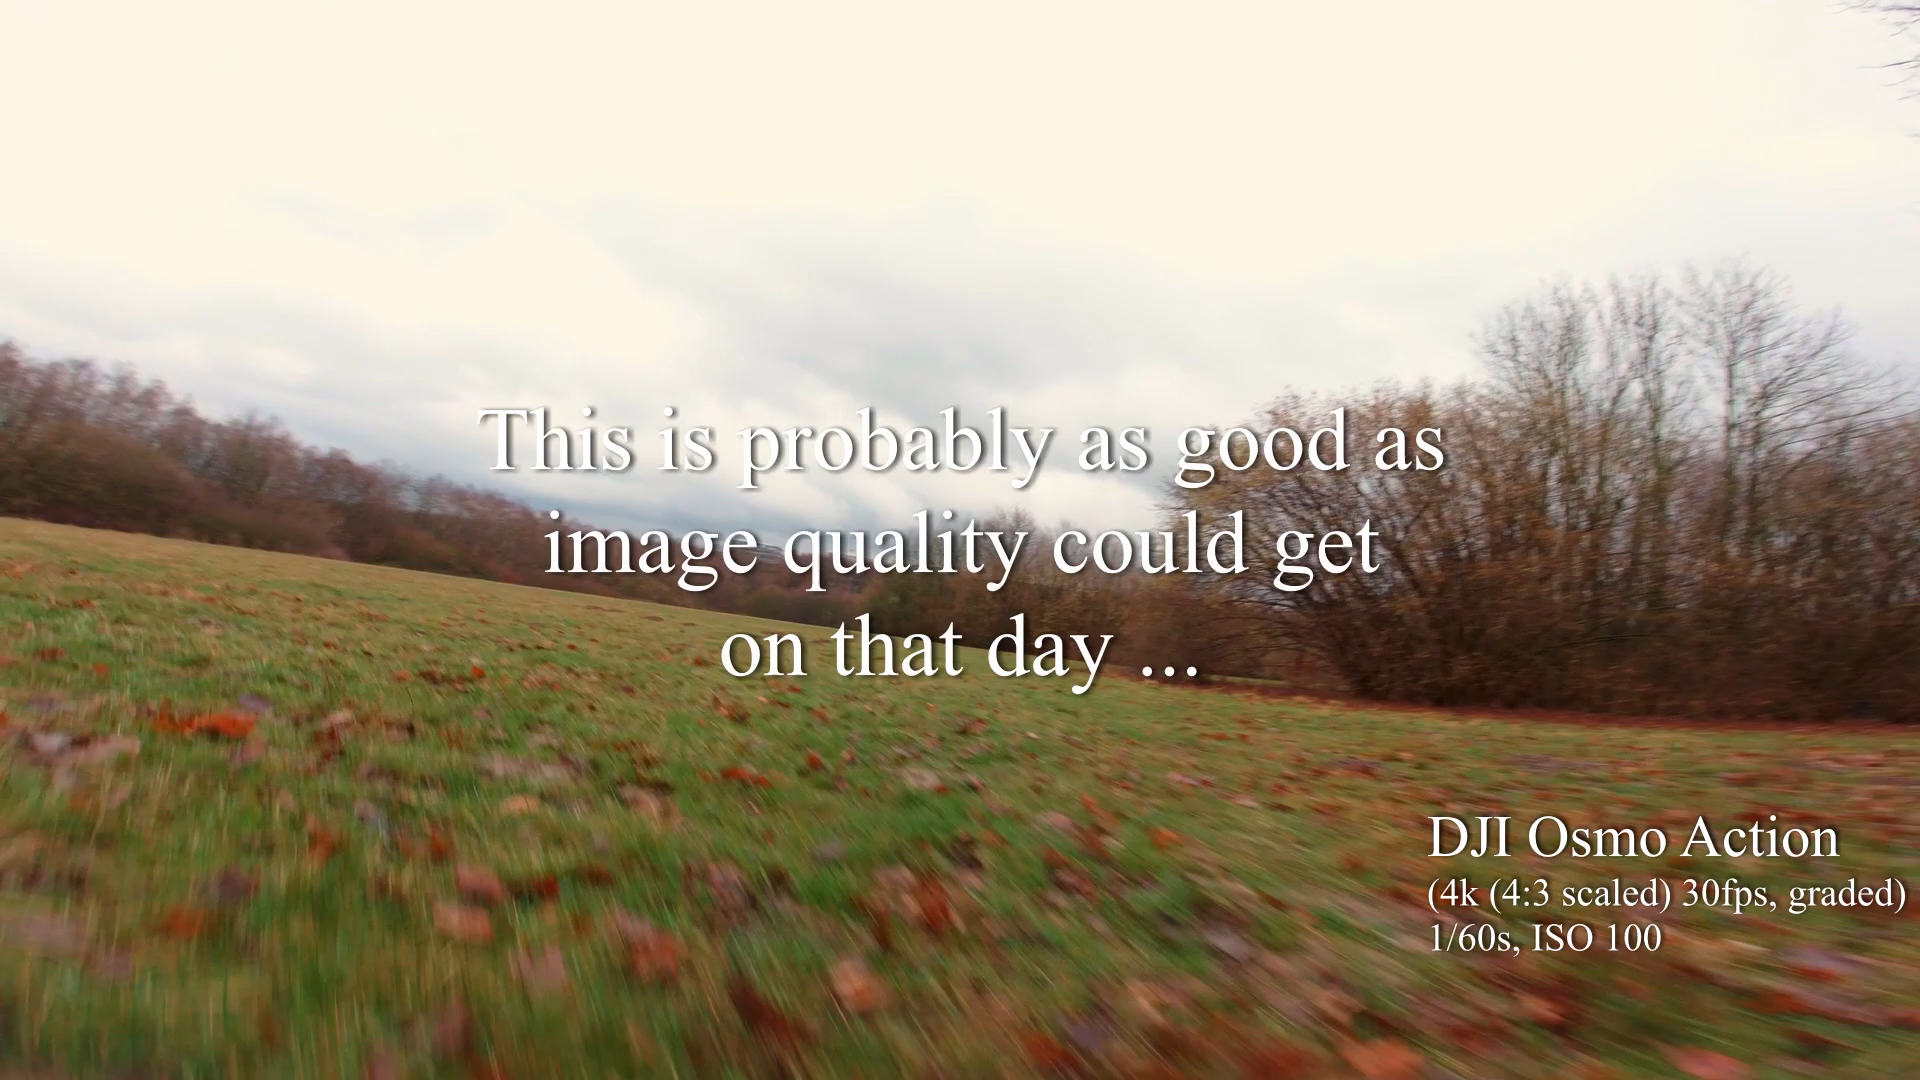 This is probably as good as
image quality could get
on that day ...
DJI Osmo Action
(4k (4:3 scaled) 30fps, graded)
1/60s, ISO 100